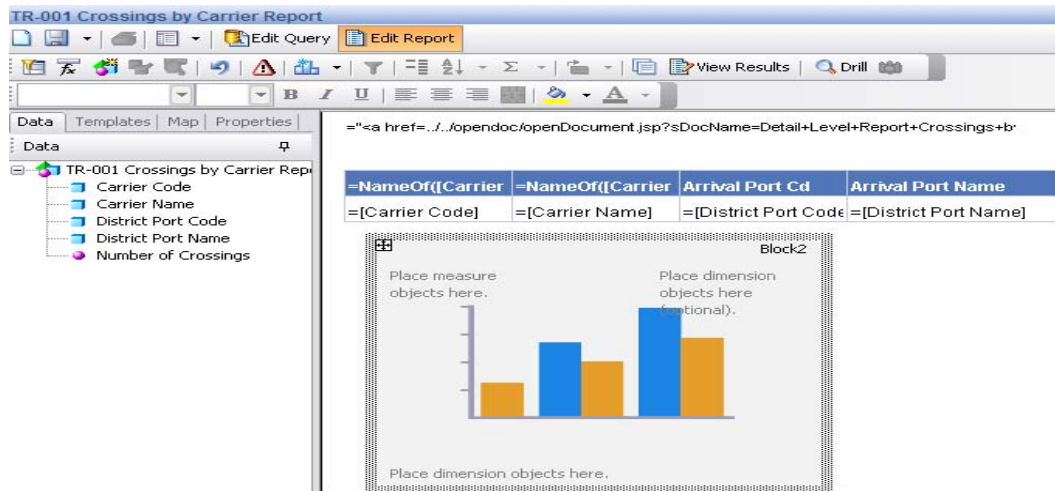 TR-001 Crossings by Carrier Report
Edit Query Edit Report
View Results Drill
B I U A
Data Templates Map Properties
Data
TR-001 Crossings by Carrier Rep
Carrier Code
Carrier Name
District Port Code
District Port Name
Number of Crossings
="<a href=../../opendoc/openDocument.jsp?sDocName=Detail+Level+Report+Crossings+b
=NameOf([Carrier =NameOf([Carrier Arrival Port Cd Arrival Port Name
=[Carrier Code] =[Carrier Name] =[District Port Code =[District Port Name]
Block2
Place measure
objects here.
Place dimension
objects here
(optional).
Place dimension objects here.